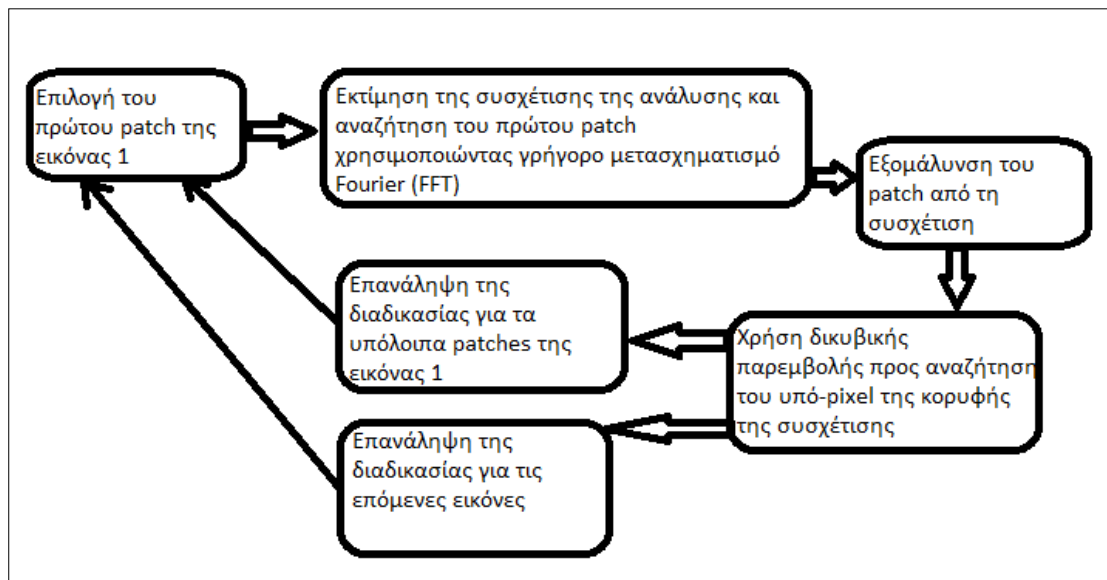 Επιλογή του
πρώτου patch της
εικόνας 1
Εκτίμηση της συσχέτισης της ανάλυσης και
αναζήτηση του πρώτου patch
χρησιμοποιώντας γρήγορο μετασχηματισμό
Fourier (FFT)
Εξομάλυνση του
patch από τη
συσχέτιση
Χρήση δικυβικής
παρεμβολής προς αναζήτηση
του υπό-pixel της κορυφής
της συσχέτισης
Επανάληψη της
διαδικασίας για τα
υπόλοιπα patches της
εικόνας 1
Επανάληψη της
διαδικασίας για τις
επόμενες εικόνες